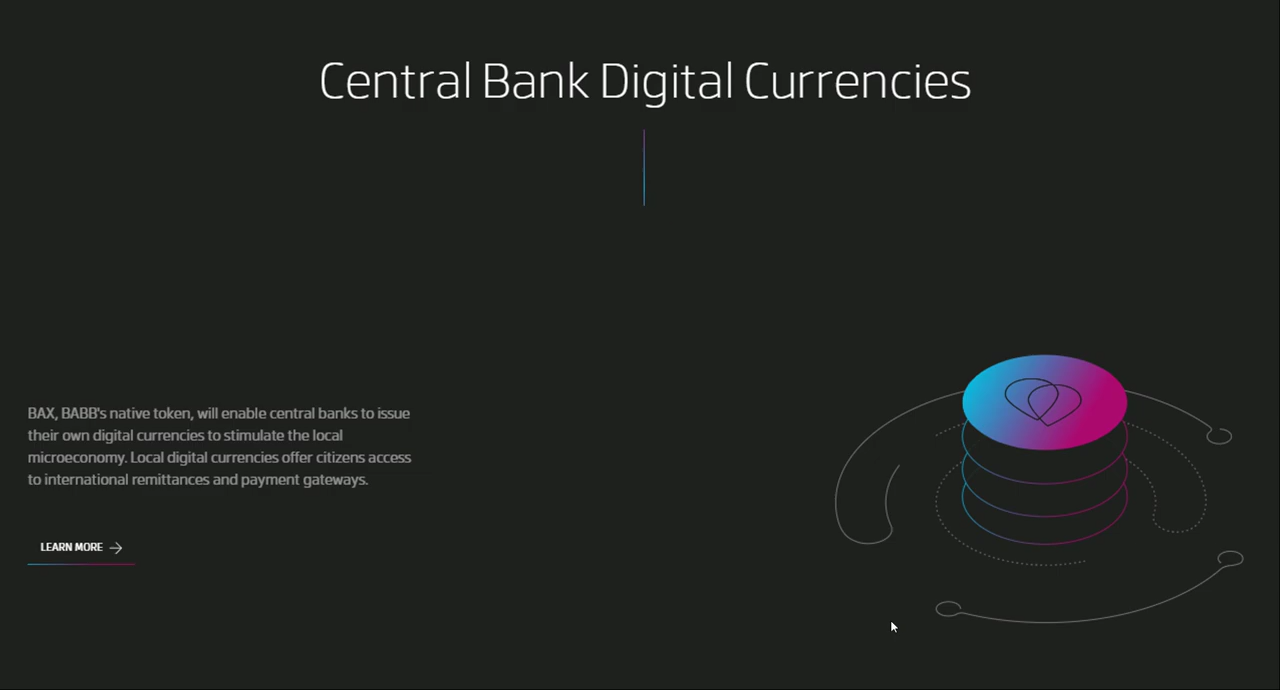 Central Bank Digital Currencies
BAX, BABB's native token, will enable central banks to issue
their own digital currencies to stimulate the local
microeconomy. Local digital currencies offer citizens access
to international remittances and payment gateways.
LEARN MORE